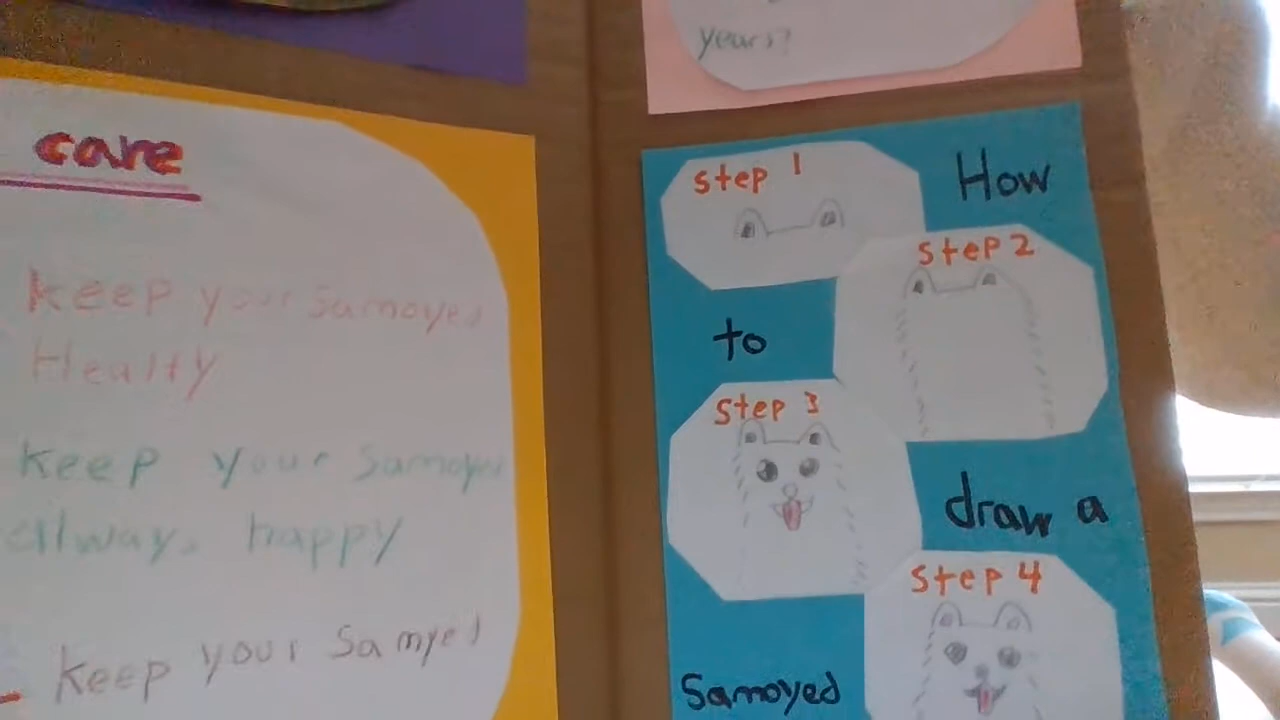 care
keep your Samoyed
Healty
keep your Samoyed
allways happy
keep your Samyed
years?
step 1
How
step 2
to
step 3
draw a
step 4
Samoyed